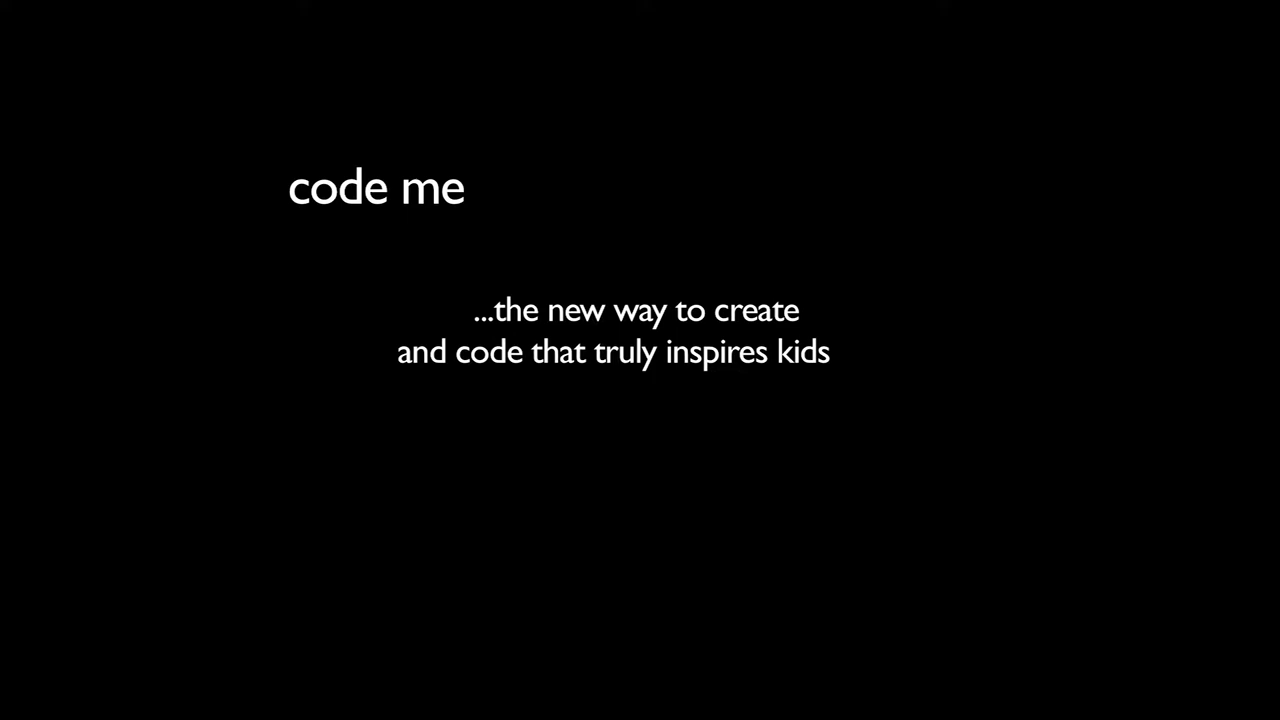 code me
...the new way to create
and code that truly inspires kids